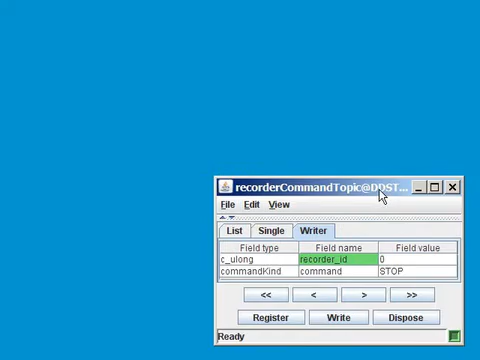 recorderCommandTopic@DDST...
File Edit View
List Single Writer
Field type Field name Field value
c_ulong recorder_id 0
commandKind command STOP
<< < > >>
Register Write Dispose
Ready